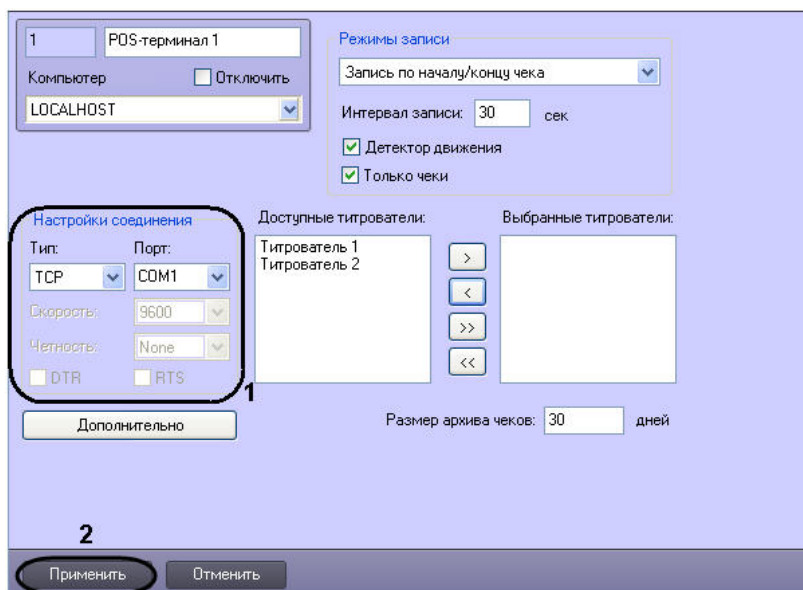 1
POS-терминал 1
Компьютер
Отключить
LOCALHOST
Режимы записи
Запись по началу/концу чека
Интервал записи: 30 сек
Детектор движения
Только чеки
Настройки соединения
Тип:
Порт:
TCP
COM1
Скорость:
9600
Четность:
None
DTR
RTS
1
Дополнительно
Доступные титрователи:
Титрователь 1
Титрователь 2
>
<
>>
<<
Выбранные титрователи:
Размер архива чеков: 30 дней
2
Применить
Отменить